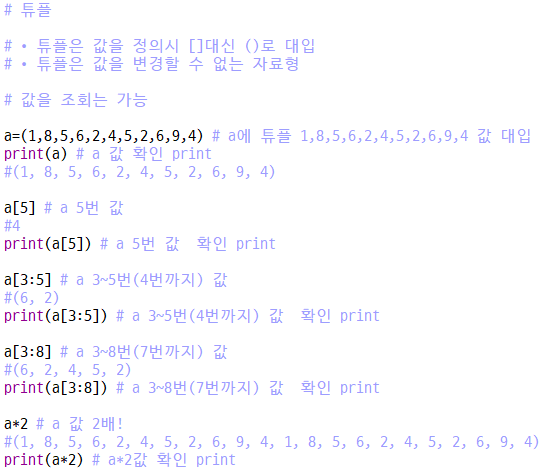 # 튜플
# • 튜플은 값을 정의시 []대신 ()로 대입
# • 튜플은 값을 변경할 수 없는 자료형
# 값을 조회는 가능
a=(1,8,5,6,2,4,5,2,6,9,4) # a에 튜플 1,8,5,6,2,4,5,2,6,9,4 값 대입
print(a) # a 값 확인 print
#(1, 8, 5, 6, 2, 4, 5, 2, 6, 9, 4)
a[5] # a 5번 값
#4
print(a[5]) # a 5번 값  확인 print
a[3:5] # a 3~5번(4번까지) 값
#(6, 2)
print(a[3:5]) # a 3~5번(4번까지) 값  확인 print
a[3:8] # a 3~8번(7번까지) 값
#(6, 2, 4, 5, 2)
print(a[3:8]) # a 3~8번(7번까지) 값  확인 print
a*2 # a 값 2배!
#(1, 8, 5, 6, 2, 4, 5, 2, 6, 9, 4, 1, 8, 5, 6, 2, 4, 5, 2, 6, 9, 4)
print(a*2) # a*2값 확인 print